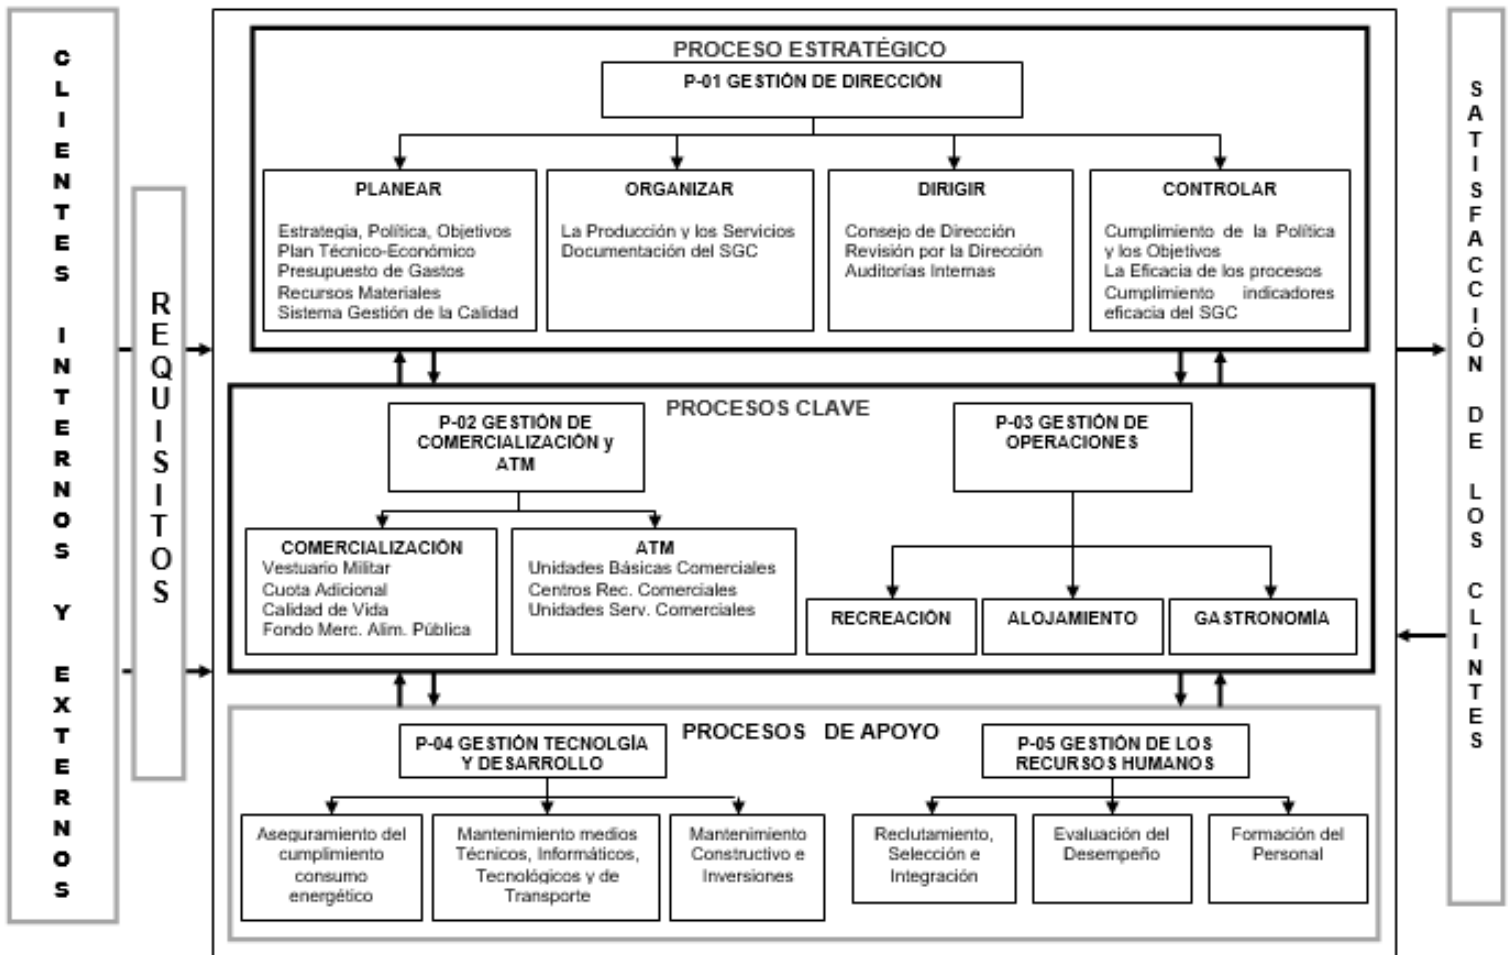 CLIENTES INTERNOS Y EXTERNOS
REQUISITOS
PROCESO ESTRATÉGICO
P-01 GESTIÓN DE DIRECCIÓN
PLANEAR
Estrategia, Política, Objetivos
Plan Técnico-Económico
Presupuesto de Gastos
Recursos Materiales
Sistema Gestión de la Calidad
ORGANIZAR
La Producción y los Servicios
Documentación del SGC
DIRIGIR
Consejo de Dirección
Revisión por la Dirección
Auditorías Internas
CONTROLAR
Cumplimiento de la Política
y los Objetivos
La Eficacia de los procesos
Cumplimiento indicadores
eficacia del SGC
PROCESOS CLAVE
P-02 GESTIÓN DE
COMERCIALIZACIÓN y
ATM
COMERCIALIZACIÓN
Vestuario Militar
Cuota Adicional
Calidad de Vida
Fondo Merc. Alim. Pública
ATM
Unidades Básicas Comerciales
Centros Rec. Comerciales
Unidades Serv. Comerciales
P-03 GESTIÓN DE
OPERACIONES
RECREACIÓN
ALOJAMIENTO
GASTRONOMÍA
PROCESOS DE APOYO
P-04 GESTIÓN TECNOLGÍA
Y DESARROLLO
Aseguramiento del
cumplimiento
consumo
energético
Mantenimiento medios
Técnicos, Informáticos,
Tecnológicos y de
Transporte
Mantenimiento
Constructivo e
Inversiones
P-05 GESTIÓN DE LOS
RECURSOS HUMANOS
Reclutamiento,
Selección e
Integración
Evaluación del
Desempeño
Formación del
Personal
SATISFACCIÓN DE LOS CLINTES